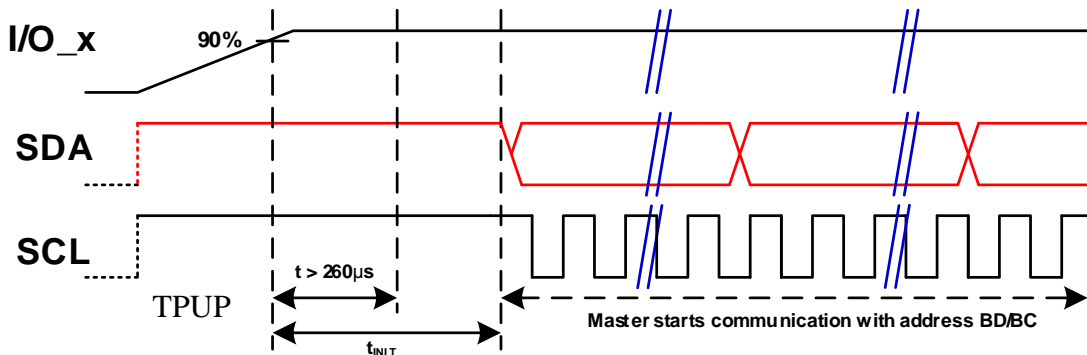 I/O_x
90%
SDA
SCL
t > 260µs
TPUP
Master starts communication with address BD/BC
tINIT